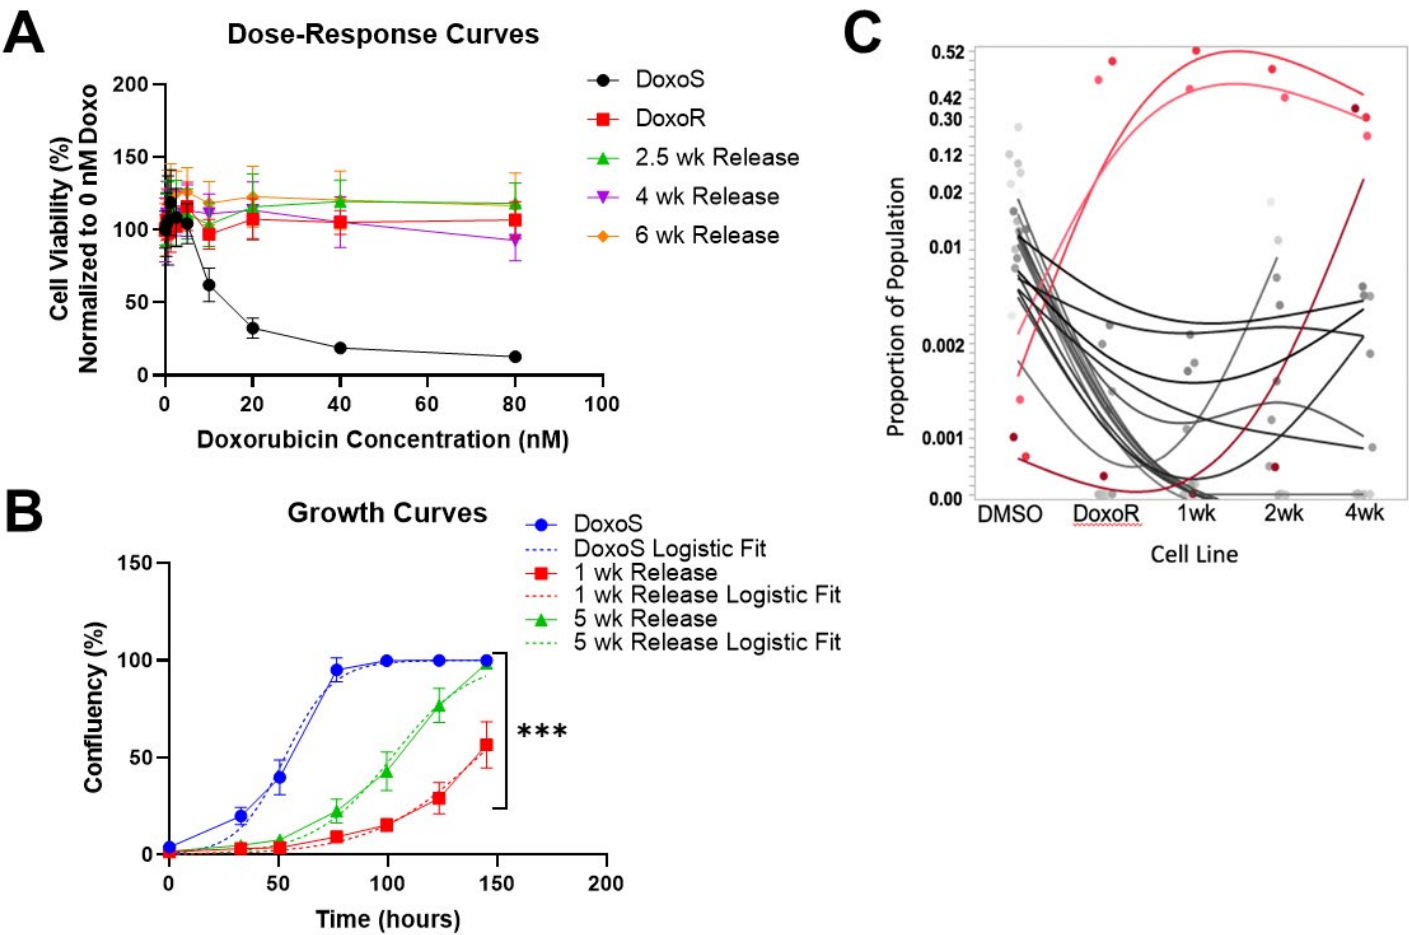 A
Dose-Response Curves
Cell Viability (%)
Normalized to 0 nM Doxo
200
150
100
50
0
0 20 40 60 80 100
Doxorubicin Concentration (nM)
DoxoS
DoxoR
2.5 wk Release
4 wk Release
6 wk Release
B
Growth Curves
Confluency (%)
150
100
50
0
0 50 100 150 200
Time (hours)
DoxoS
DoxoS Logistic Fit
1 wk Release
1 wk Release Logistic Fit
5 wk Release
5 wk Release Logistic Fit
***
C
Proportion of Population
0.52
0.42
0.30
0.12
0.02
0.01
0.002
0.001
0.00
DMSO DoxoR 1wk 2wk 4wk
Cell Line